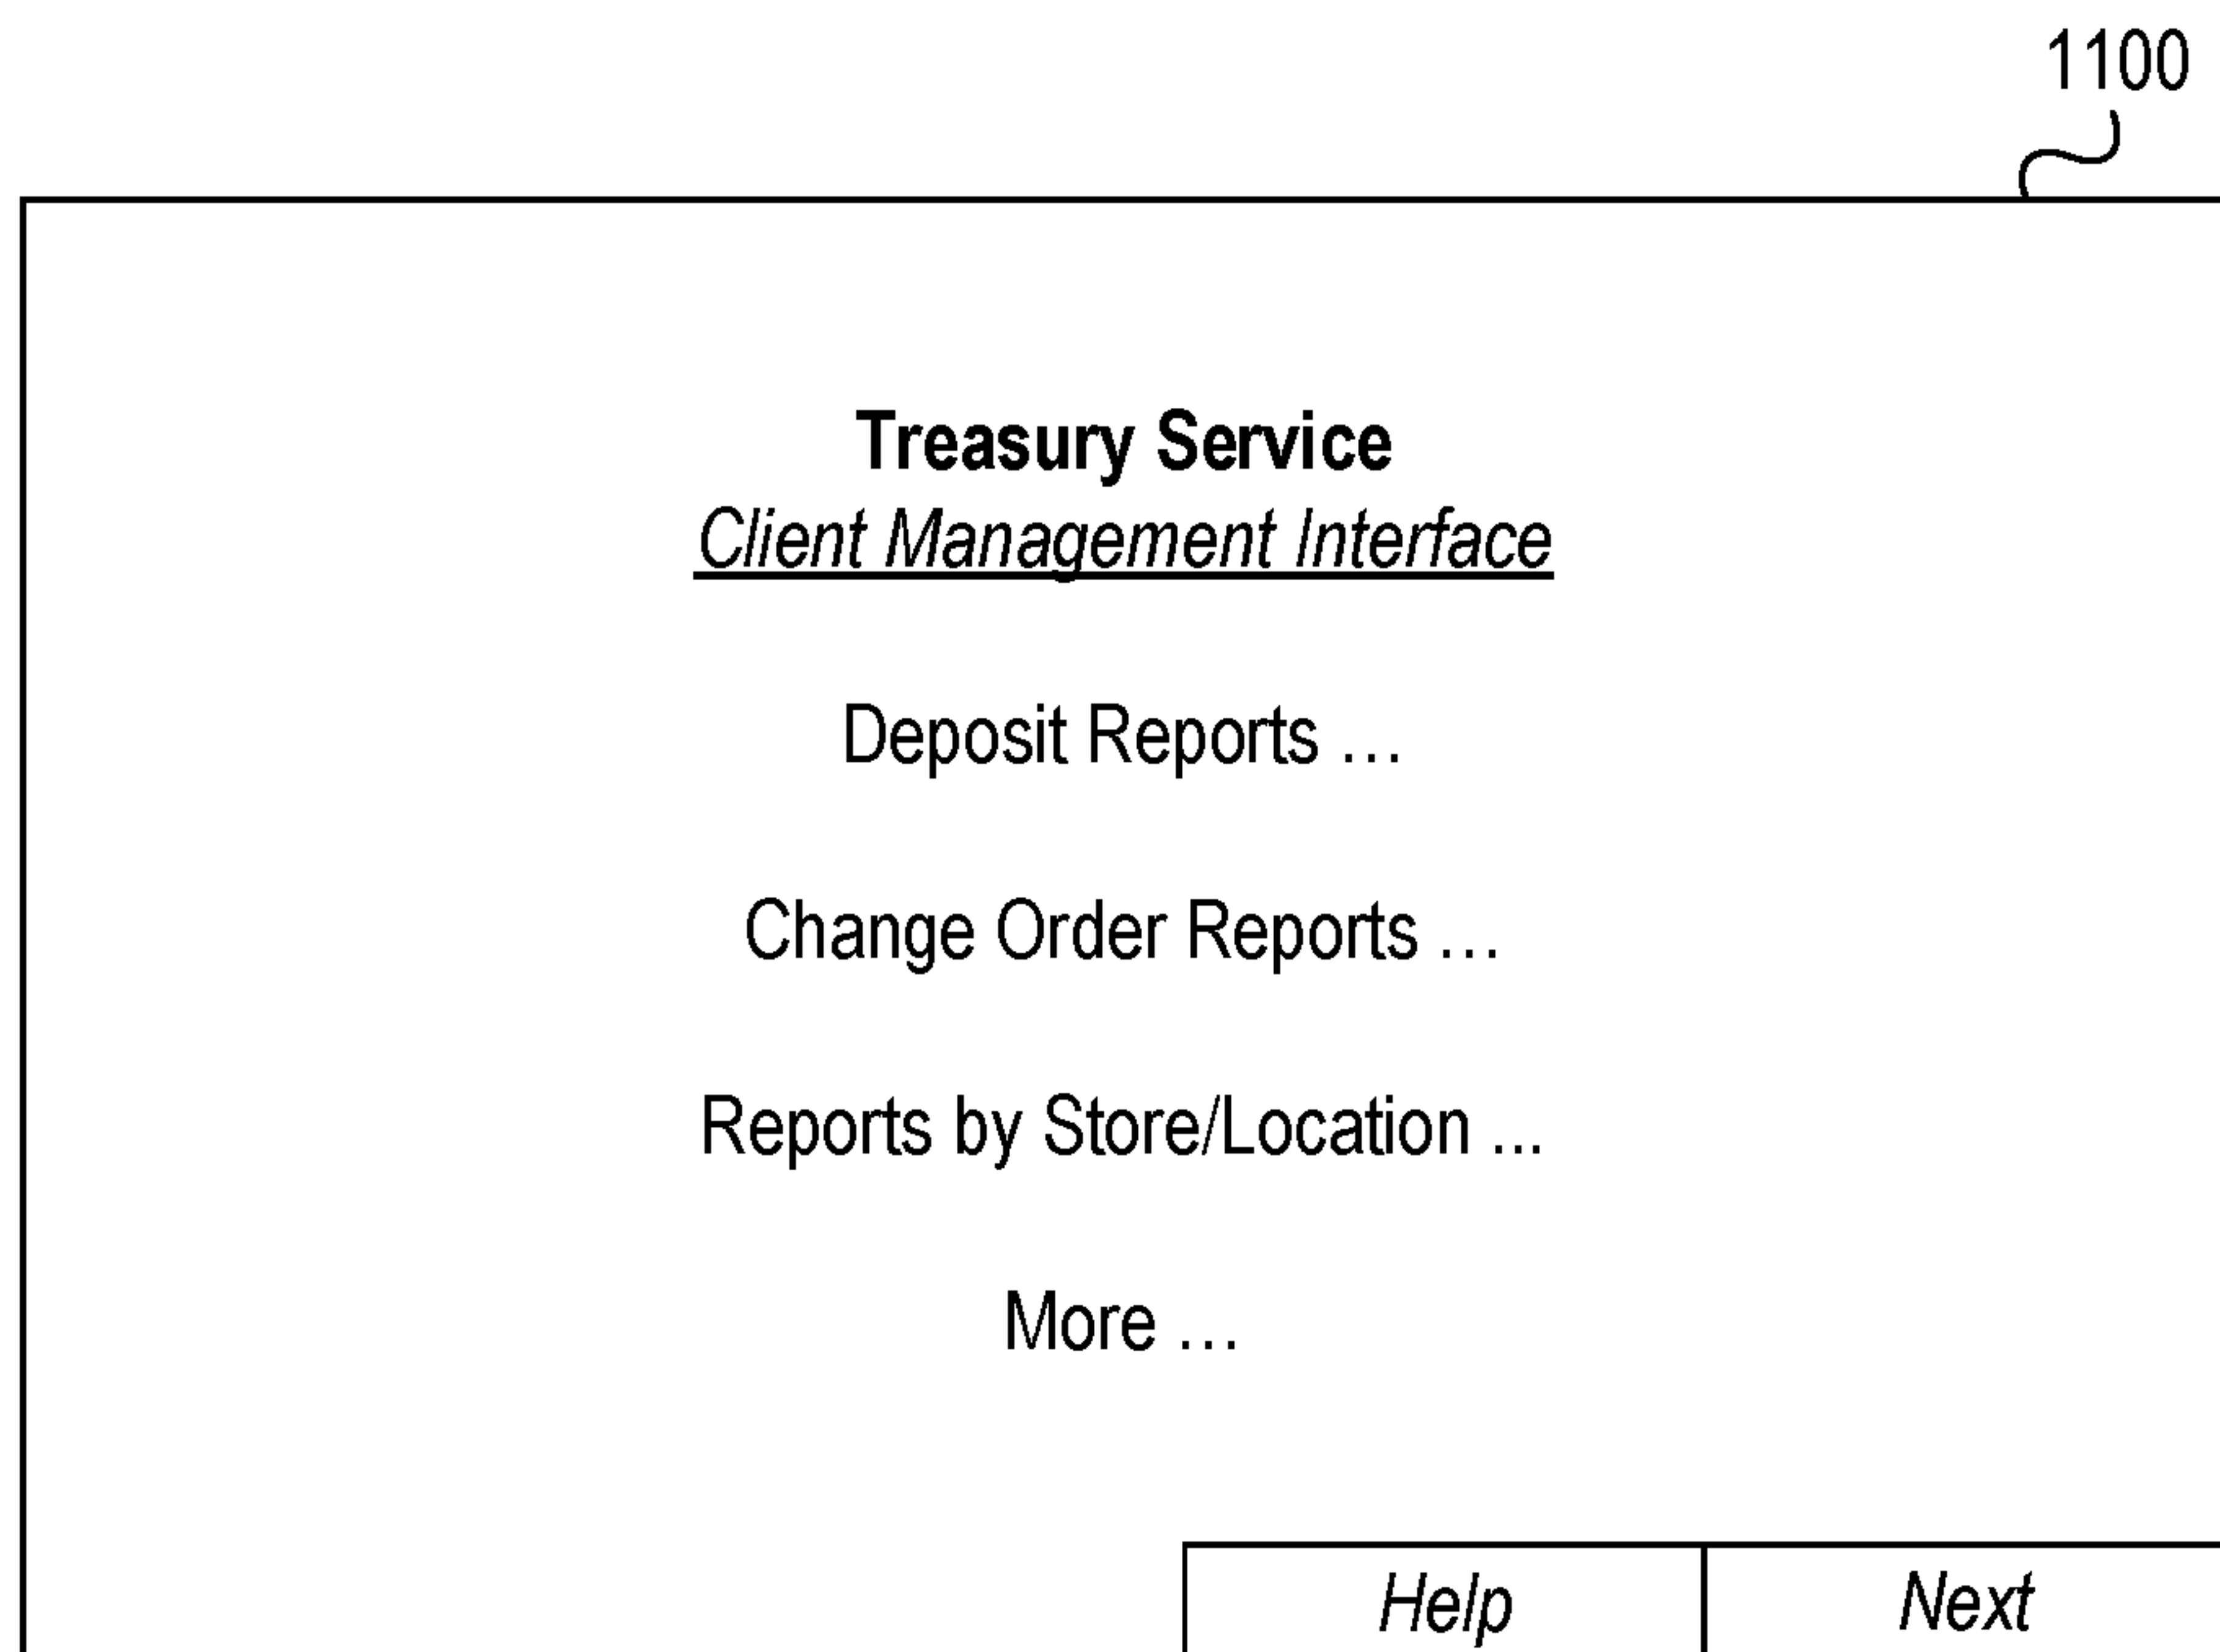 1100
Treasury Service
Client Management Interface
Deposit Reports ...
Change Order Reports ...
Reports by Store/Location ...
More ...
Help Next